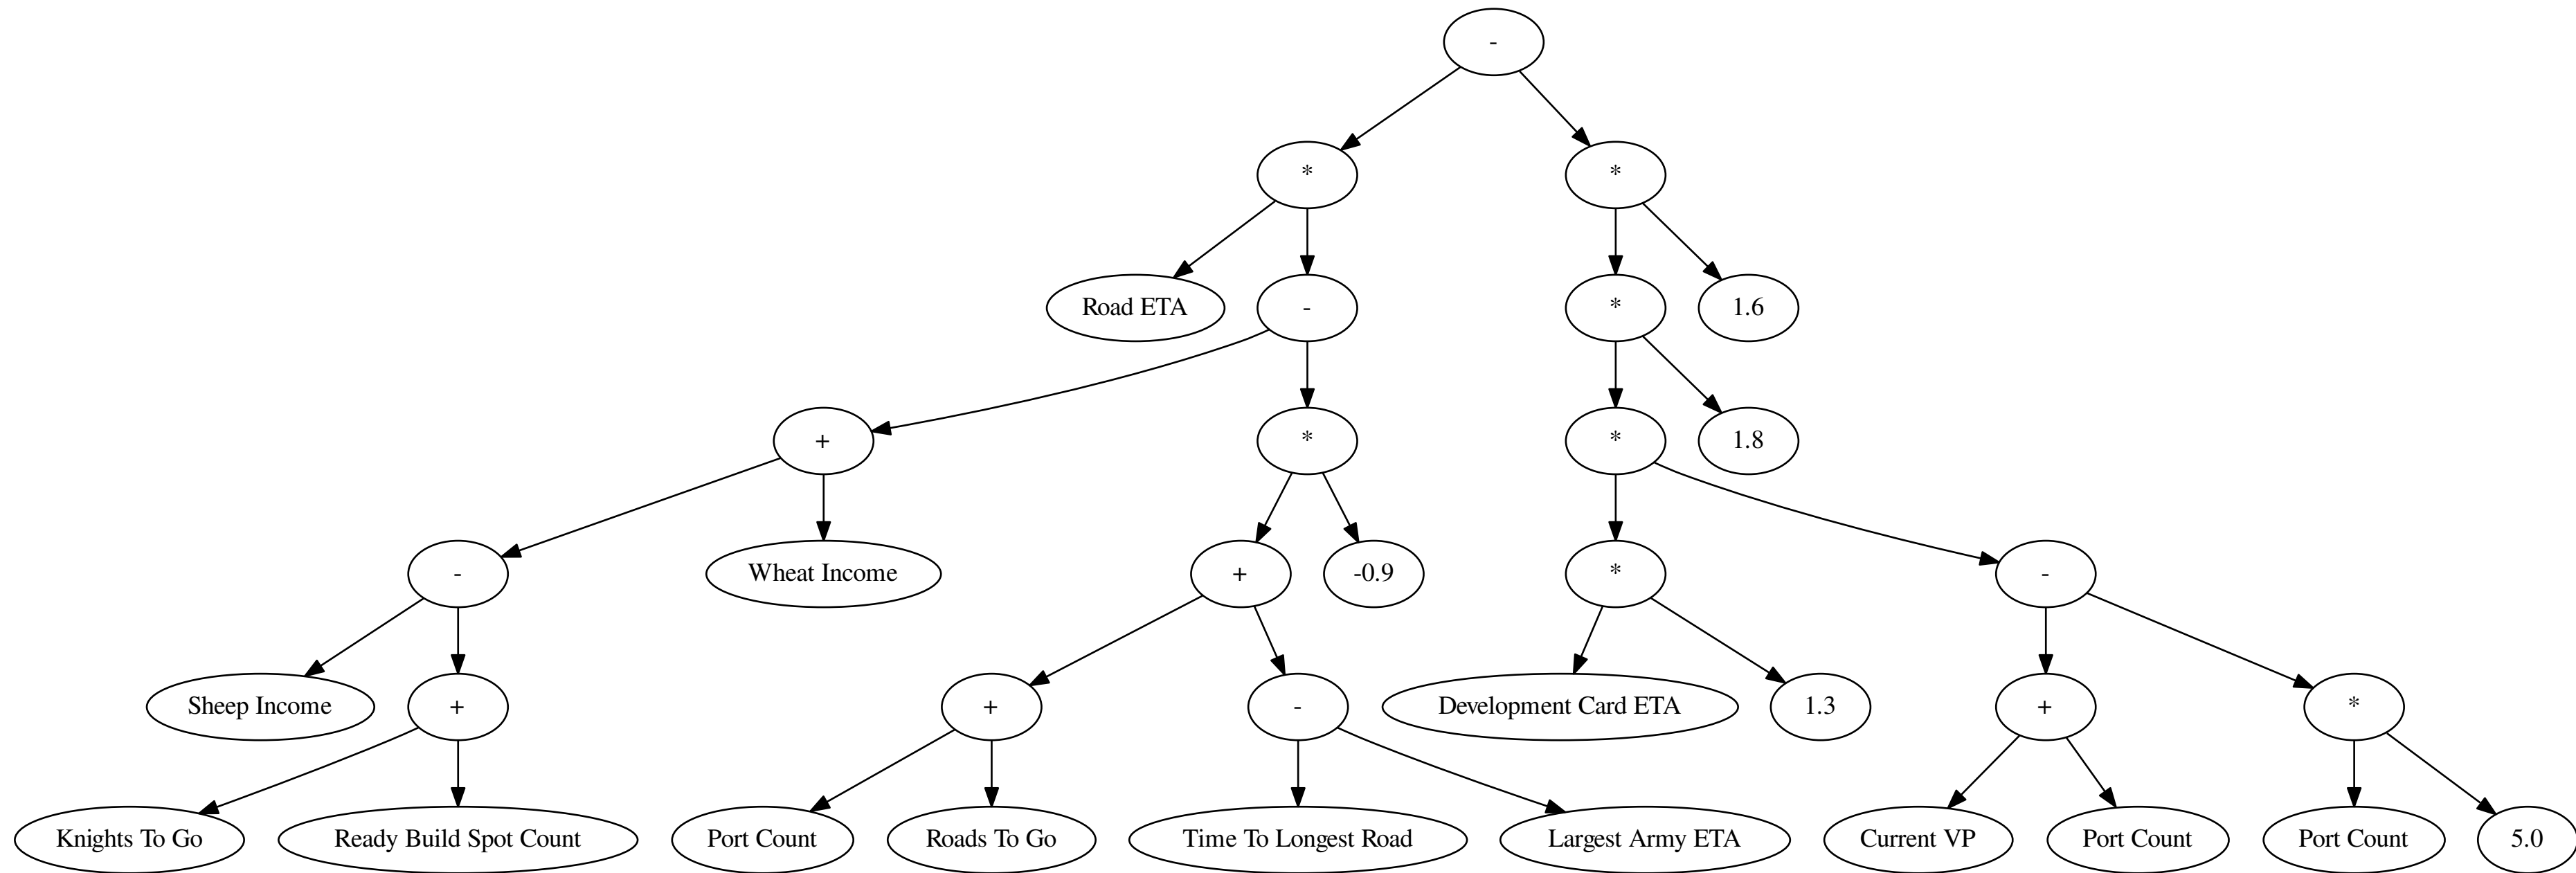 -
*
*
Road ETA
-
*
1.6
+
*
*
1.8
-
Wheat Income
+
-0.9
*
-
Sheep Income
+
+
-
Development Card ETA
1.3
+
*
Knights To Go
Ready Build Spot Count
Port Count
Roads To Go
Time To Longest Road
Largest Army ETA
Current VP
Port Count
Port Count
5.0